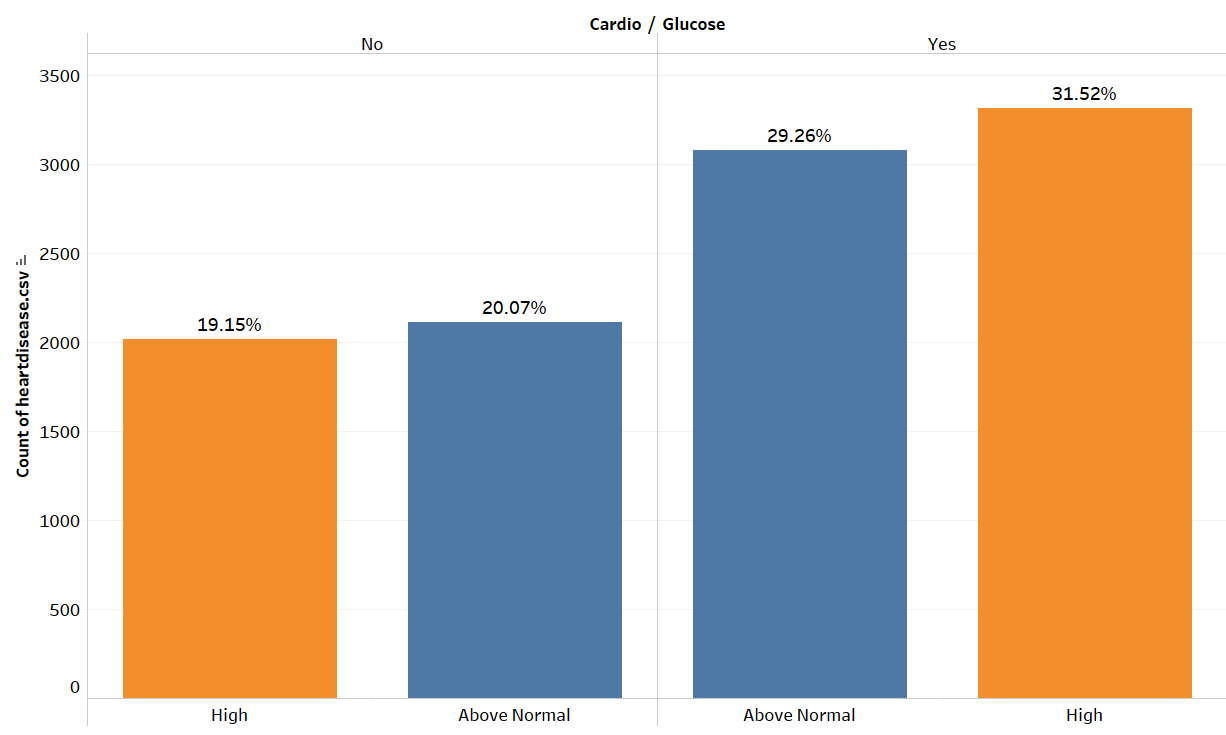 Cardio / Glucose
No
Yes
3500
3000
2500
2000
1500
1000
500
0
Count of heartdisease.csv
19.15%
20.07%
29.26%
31.52%
High
Above Normal
Above Normal
High